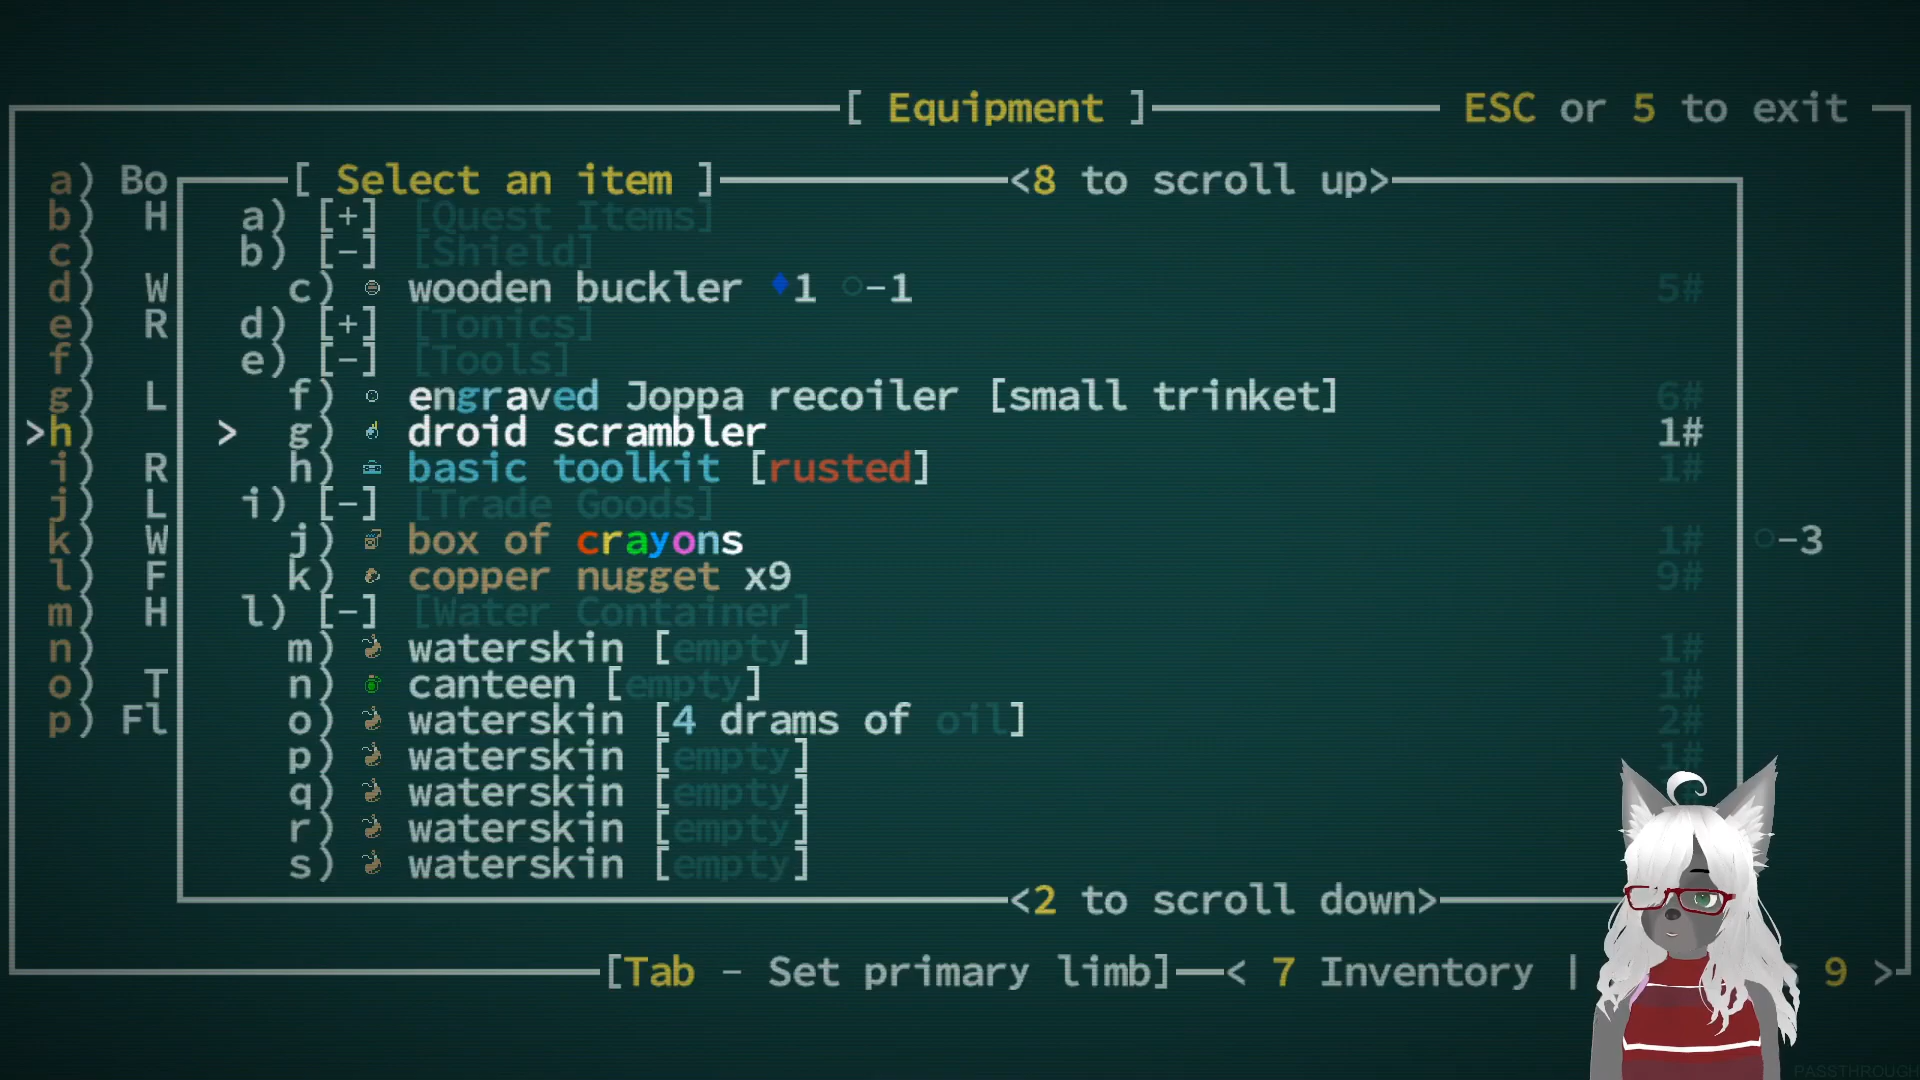 [ Equipment ] ESC or 5 to exit
a) Bo
b) H
c)
d) W
e) R
f)
g) L
>h)
i) R
j) L
k) W
l) F
m) H
n)
o) T
p) Fl
[ Select an item ] <8 to scroll up>
a) [+] [Quest Items]
b) [-] [Shield]
c) wooden buckler ♦1 ○-1 5#
d) [+] [Tonics]
e) [-] [Tools]
f) engraved Joppa recoiler [small trinket] 6#
> g) droid scrambler 1#
h) basic toolkit [rusted] 1#
i) [-] [Trade Goods]
j) box of crayons 1# ○-3
k) copper nugget x9 9#
l) [-] [Water Container]
m) waterskin [empty] 1#
n) canteen [empty] 1#
o) waterskin [4 drams of oil] 2#
p) waterskin [empty] 1#
q) waterskin [empty]
r) waterskin [empty]
s) waterskin [empty]
<2 to scroll down>
[Tab - Set primary limb] < 7 Inventory | 9 >
PASSTHROUGH